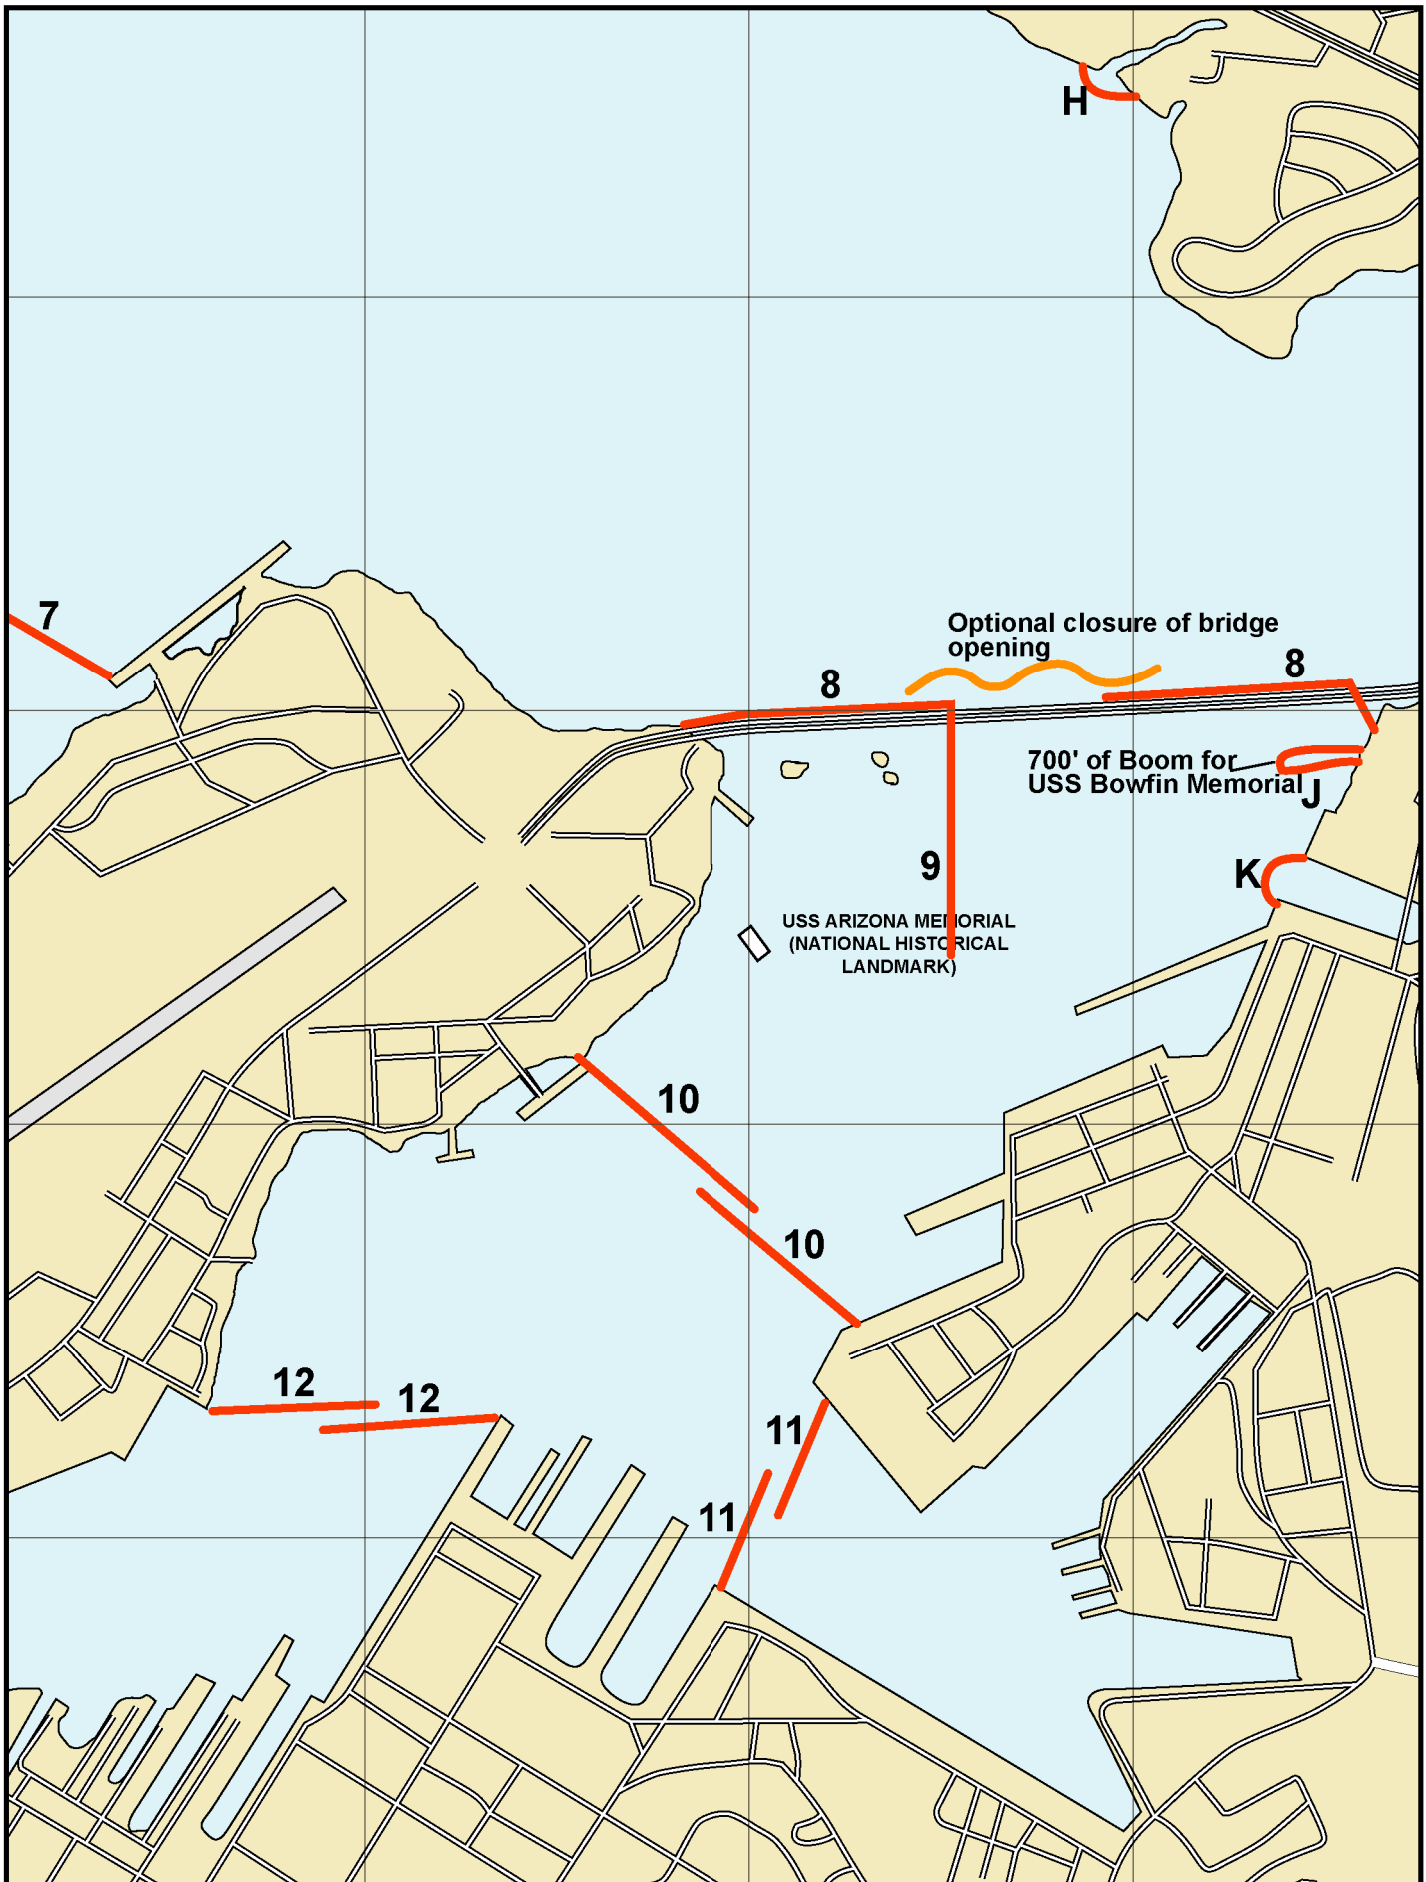 H
7
Optional closure of bridge
opening
8
8
700' of Boom for
USS Bowfin Memorial
J
K
9
USS ARIZONA MEMORIAL
(NATIONAL HISTORICAL
LANDMARK)
10
10
12
12
11
11